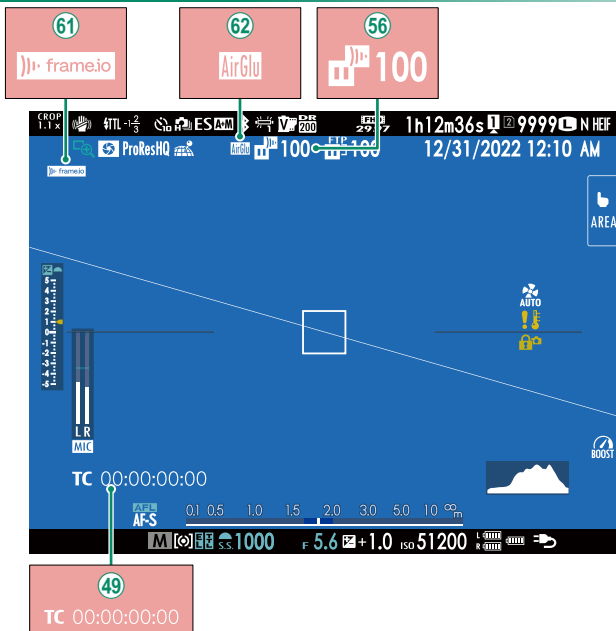 61 62 56
frame.io AirGlu 100
CROP 1.1 x TTL -1 2/3 ES A+M V DR 200 FHD 29.97 1h12m36s 1 2 9999 L N HEIF
ProResHQ AirGlu 100 FTP 100 12/31/2022 12:10 AM
frame.io
AREA
5
4
3
2
1
0
-1
-2
-3
-4
-5
AUTO
!
L R
MIC
BOOST
TC 00:00:00:00
AFL
AF-S 0.1 0.5 1.0 1.5 2.0 3.0 5.0 10 ∞ m
M S.S. 1000 F 5.6 +1.0 ISO 51200 L R
49
TC 00:00:00:00